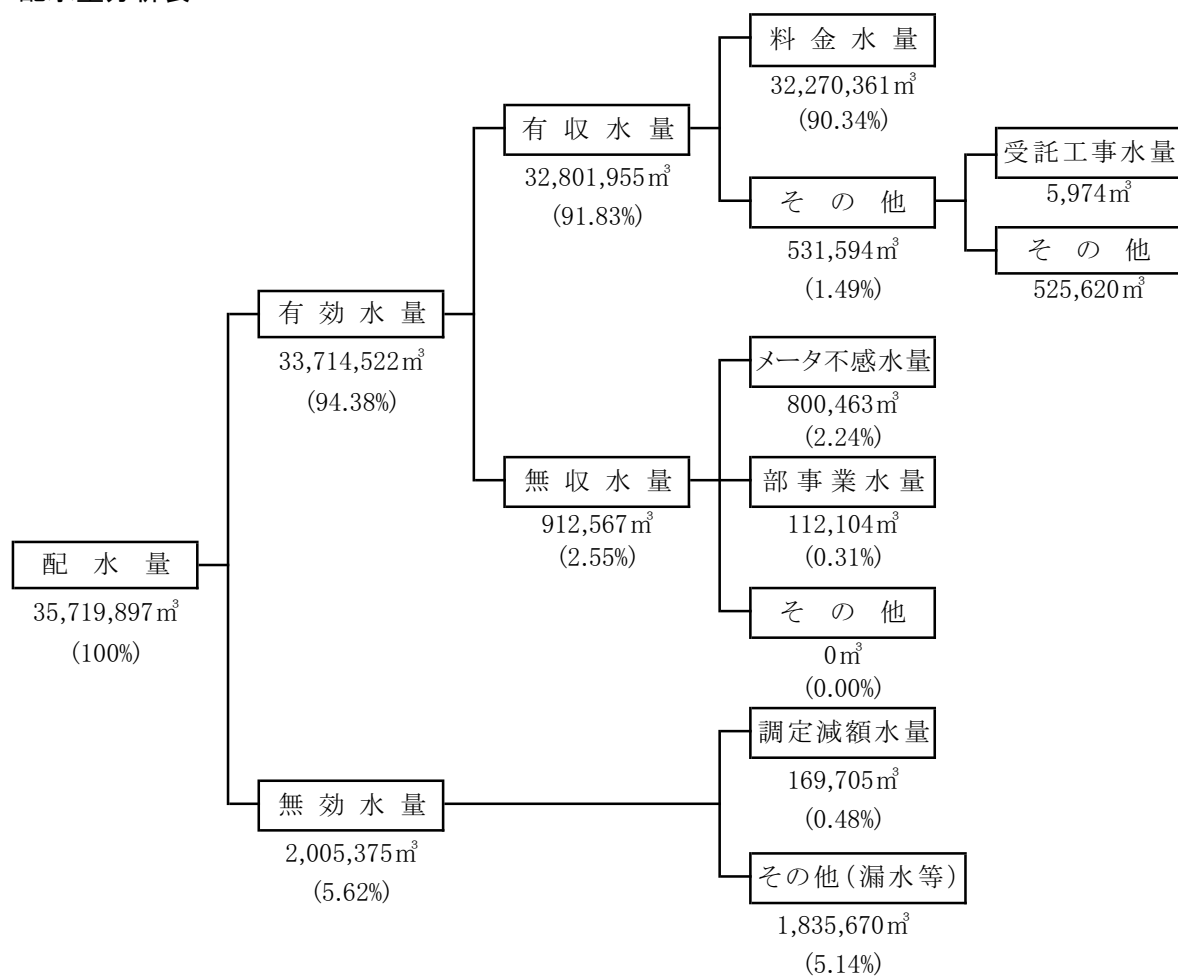 料金水量
32,270,361㎥
(90.34%)
有収水量
32,801,955㎥
(91.83%)
受託工事水量
5,974㎥
その他
531,594㎥
(1.49%)
その他
525,620㎥
有効水量
33,714,522㎥
(94.38%)
メータ不感水量
800,463㎥
(2.24%)
無収水量
912,567㎥
(2.55%)
部事業水量
112,104㎥
(0.31%)
その他
0㎥
(0.00%)
配水量
35,719,897㎥
(100%)
調定減額水量
169,705㎥
(0.48%)
無効水量
2,005,375㎥
(5.62%)
その他(漏水等)
1,835,670㎥
(5.14%)